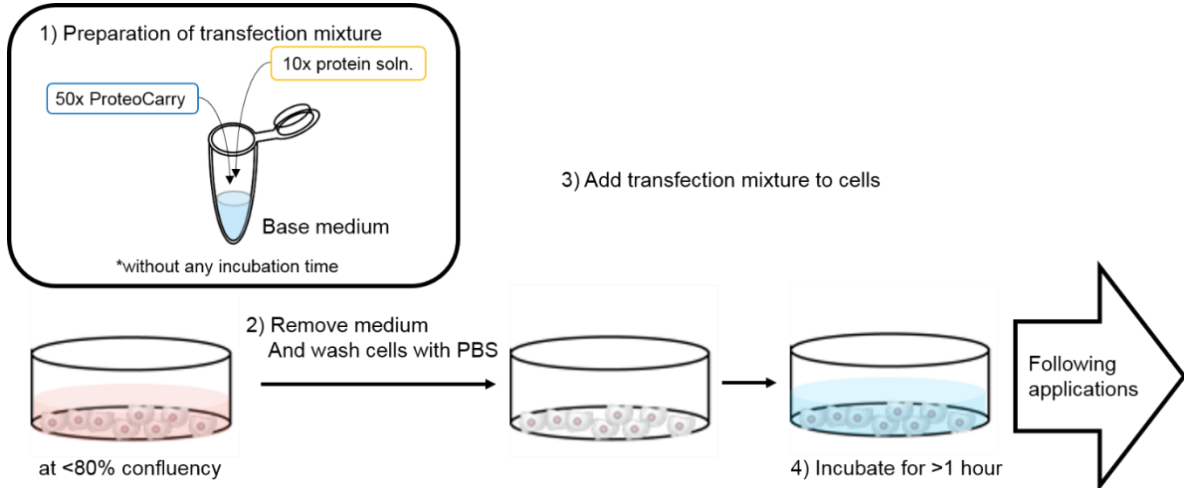 1) Preparation of transfection mixture
10x protein soln.
50x ProteoCarry
Base medium
*without any incubation time
2) Remove medium
And wash cells with PBS
3) Add transfection mixture to cells
at <80% confluency
4) Incubate for >1 hour
Following
applications